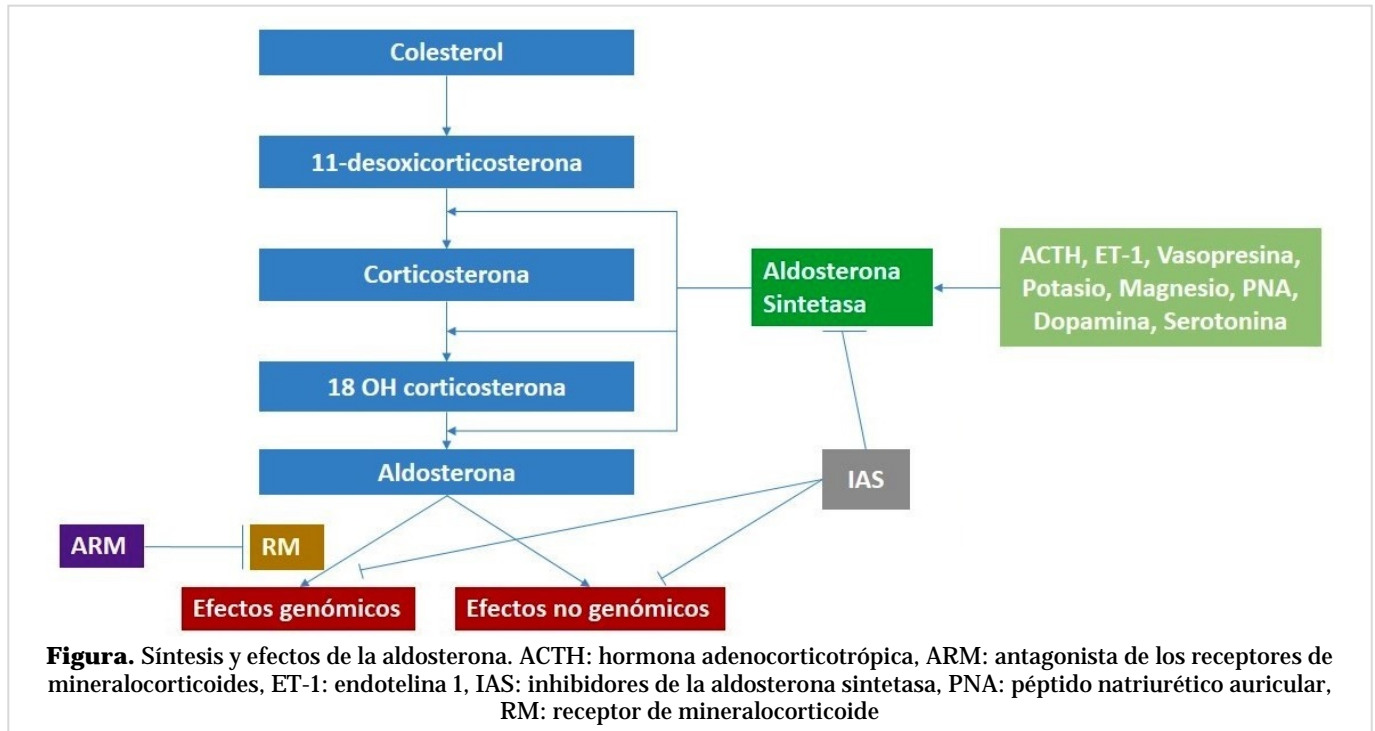 Colesterol
11-desoxicorticosterona
Corticosterona
18 OH corticosterona
Aldosterona
Aldosterona
Sintetasa
ACTH, ET-1, Vasopresina,
Potasio, Magnesio, PNA,
Dopamina, Serotonina
IAS
ARM
RM
Efectos genómicos
Efectos no genómicos
Figura. Síntesis y efectos de la aldosterona. ACTH: hormona adenocorticotrópica, ARM: antagonista de los receptores de
mineralocorticoides, ET-1: endotelina 1, IAS: inhibidores de la aldosterona sintetasa, PNA: péptido natriurético auricular,
RM: receptor de mineralocorticoide